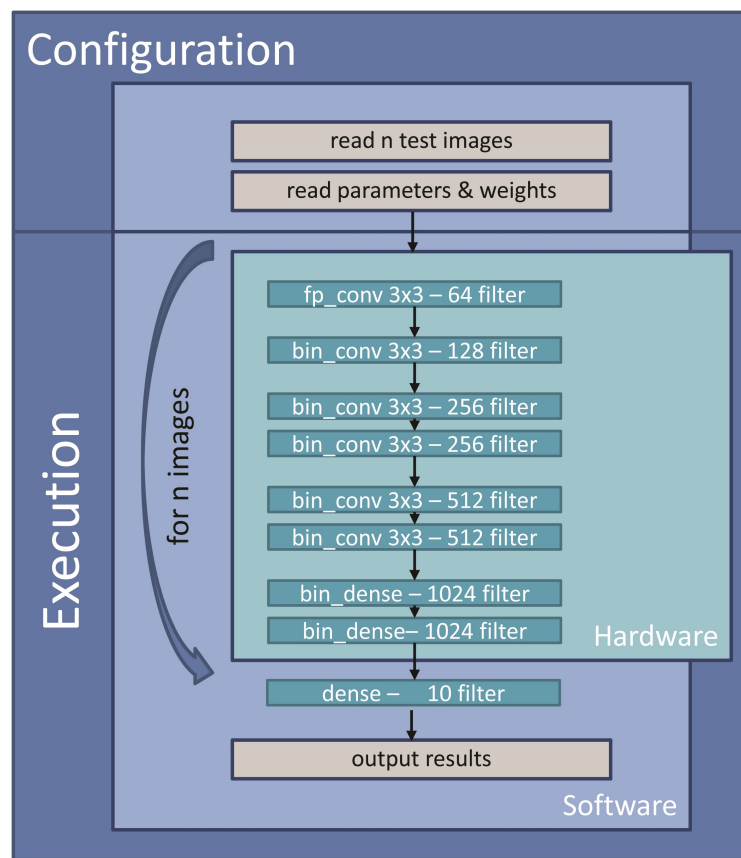 Configuration
read n test images
read parameters & weights
Execution
for n images
fp_conv 3x3 – 64 filter
bin_conv 3x3 – 128 filter
bin_conv 3x3 – 256 filter
bin_conv 3x3 – 256 filter
bin_conv 3x3 – 512 filter
bin_conv 3x3 – 512 filter
bin_dense – 1024 filter
bin_dense– 1024 filter
Hardware
dense – 10 filter
output results
Software